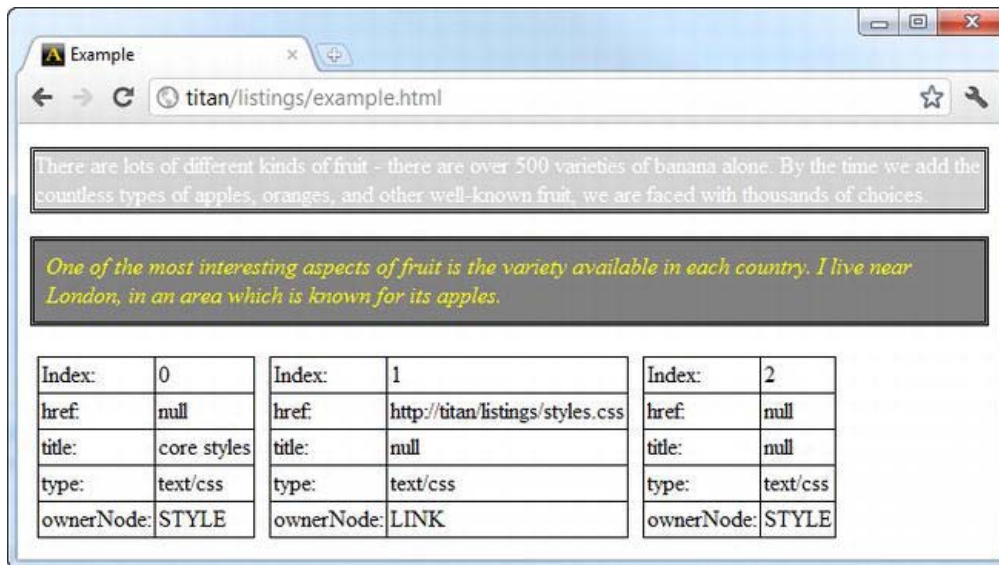 Example
titan/listings/example.html
There are lots of different kinds of fruit - there are over 500 varieties of banana alone. By the time we add the
countless types of apples, oranges, and other well-known fruit, we are faced with thousands of choices.
One of the most interesting aspects of fruit is the variety available in each country. I live near
London, in an area which is known for its apples.
Index: 0
href: null
title: core styles
type: text/css
ownerNode: STYLE
Index: 1
href: http://titan/listings/styles.css
title: null
type: text/css
ownerNode: LINK
Index: 2
href: null
title: null
type: text/css
ownerNode: STYLE